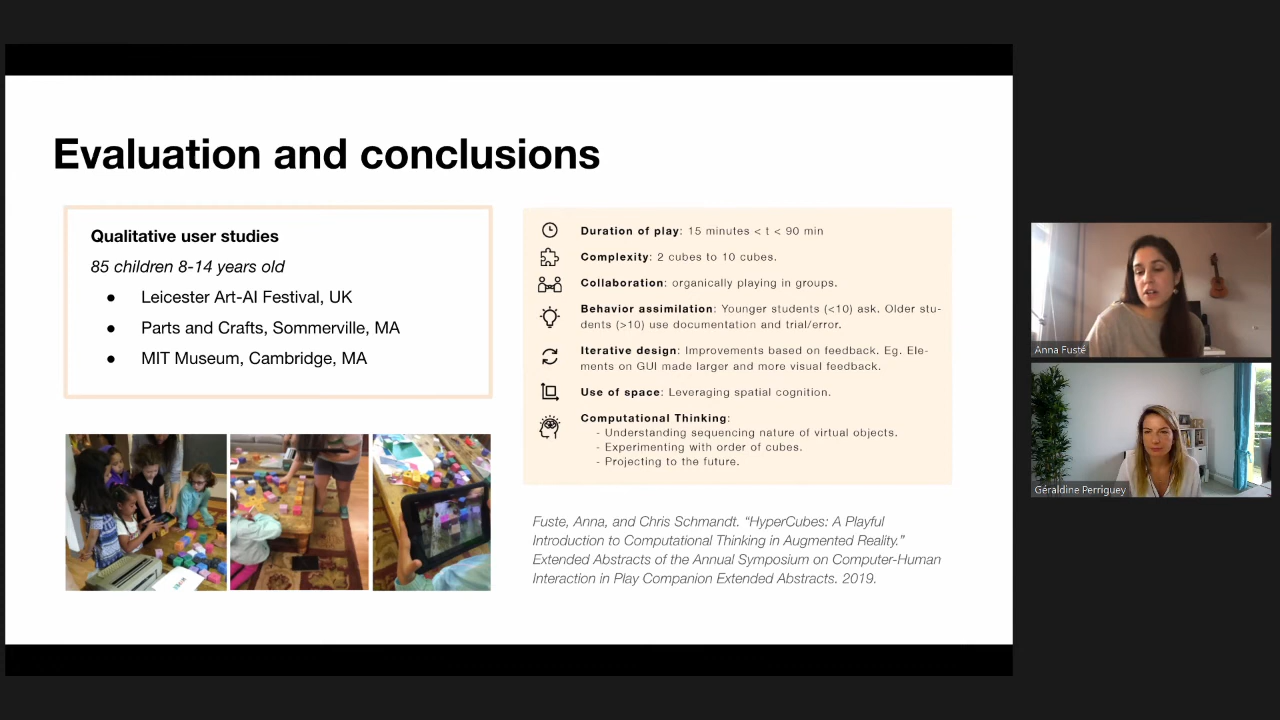 Evaluation and conclusions
Qualitative user studies
85 children 8-14 years old
● Leicester Art-AI Festival, UK
● Parts and Crafts, Sommerville, MA
● MIT Museum, Cambridge, MA
Duration of play: 15 minutes < t < 90 min
Complexity: 2 cubes to 10 cubes.
Collaboration: organically playing in groups.
Behavior assimilation: Younger students (<10) ask. Older stu-
dents (>10) use documentation and trial/error.
Iterative design: Improvements based on feedback. Eg. Ele-
ments on GUI made larger and more visual feedback.
Use of space: Leveraging spatial cognition.
Computational Thinking:
- Understanding sequencing nature of virtual objects.
- Experimenting with order of cubes.
- Projecting to the future.
Fuste, Anna, and Chris Schmandt. “HyperCubes: A Playful
Introduction to Computational Thinking in Augmented Reality.”
Extended Abstracts of the Annual Symposium on Computer-Human
Interaction in Play Companion Extended Abstracts. 2019.
Anna Fusté
Géraldine Perriguey